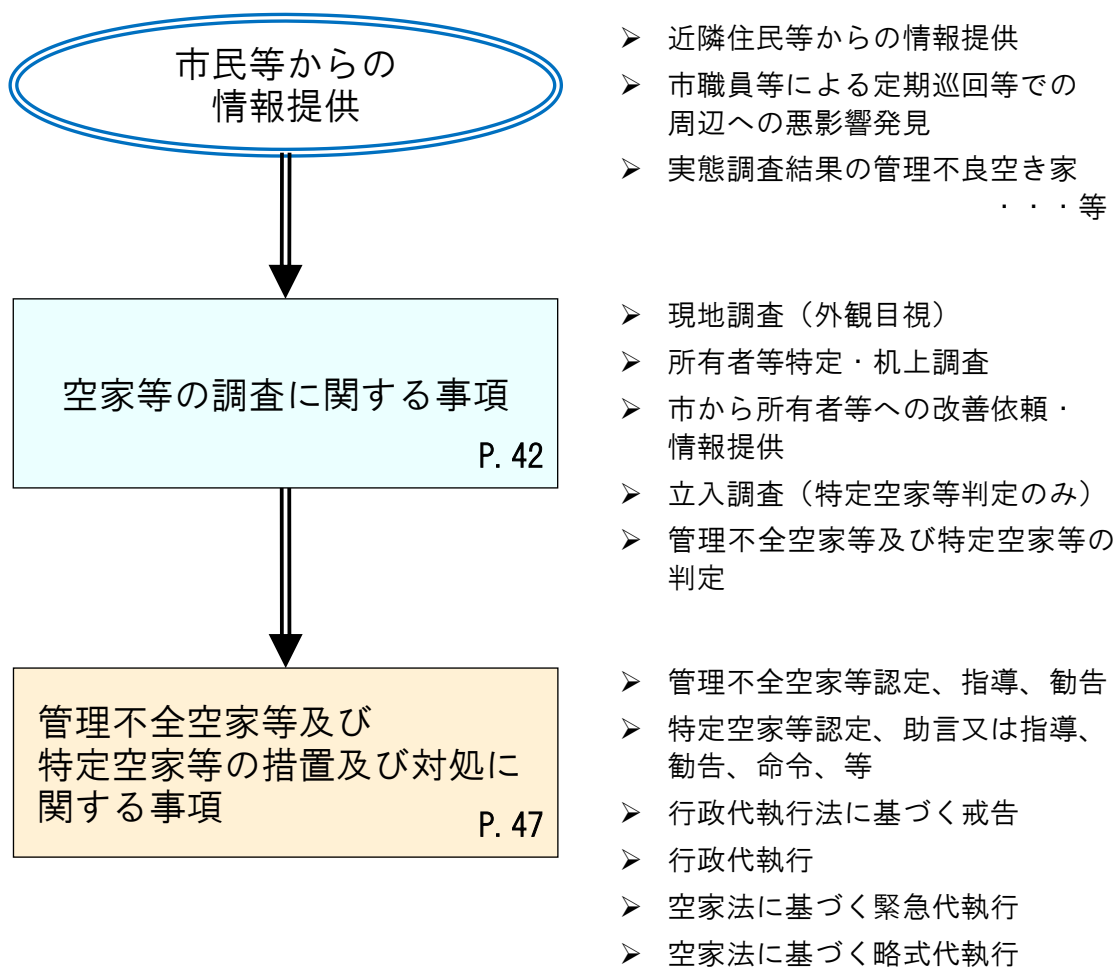 市民等からの
情報提供
➢ 近隣住民等からの情報提供
➢ 市職員等による定期巡回等での
周辺への悪影響発見
➢ 実態調査結果の管理不良空き家
・・・等
空家等の調査に関する事項
P.42
➢ 現地調査（外観目視）
➢ 所有者等特定・机上調査
➢ 市から所有者等への改善依頼・
情報提供
➢ 立入調査（特定空家等判定のみ）
➢ 管理不全空家等及び特定空家等の
判定
管理不全空家等及び
特定空家等の措置及び対処に
関する事項
P.47
➢ 管理不全空家等認定、指導、勧告
➢ 特定空家等認定、助言又は指導、
勧告、命令、等
➢ 行政代執行法に基づく戒告
➢ 行政代執行
➢ 空家法に基づく緊急代執行
➢ 空家法に基づく略式代執行